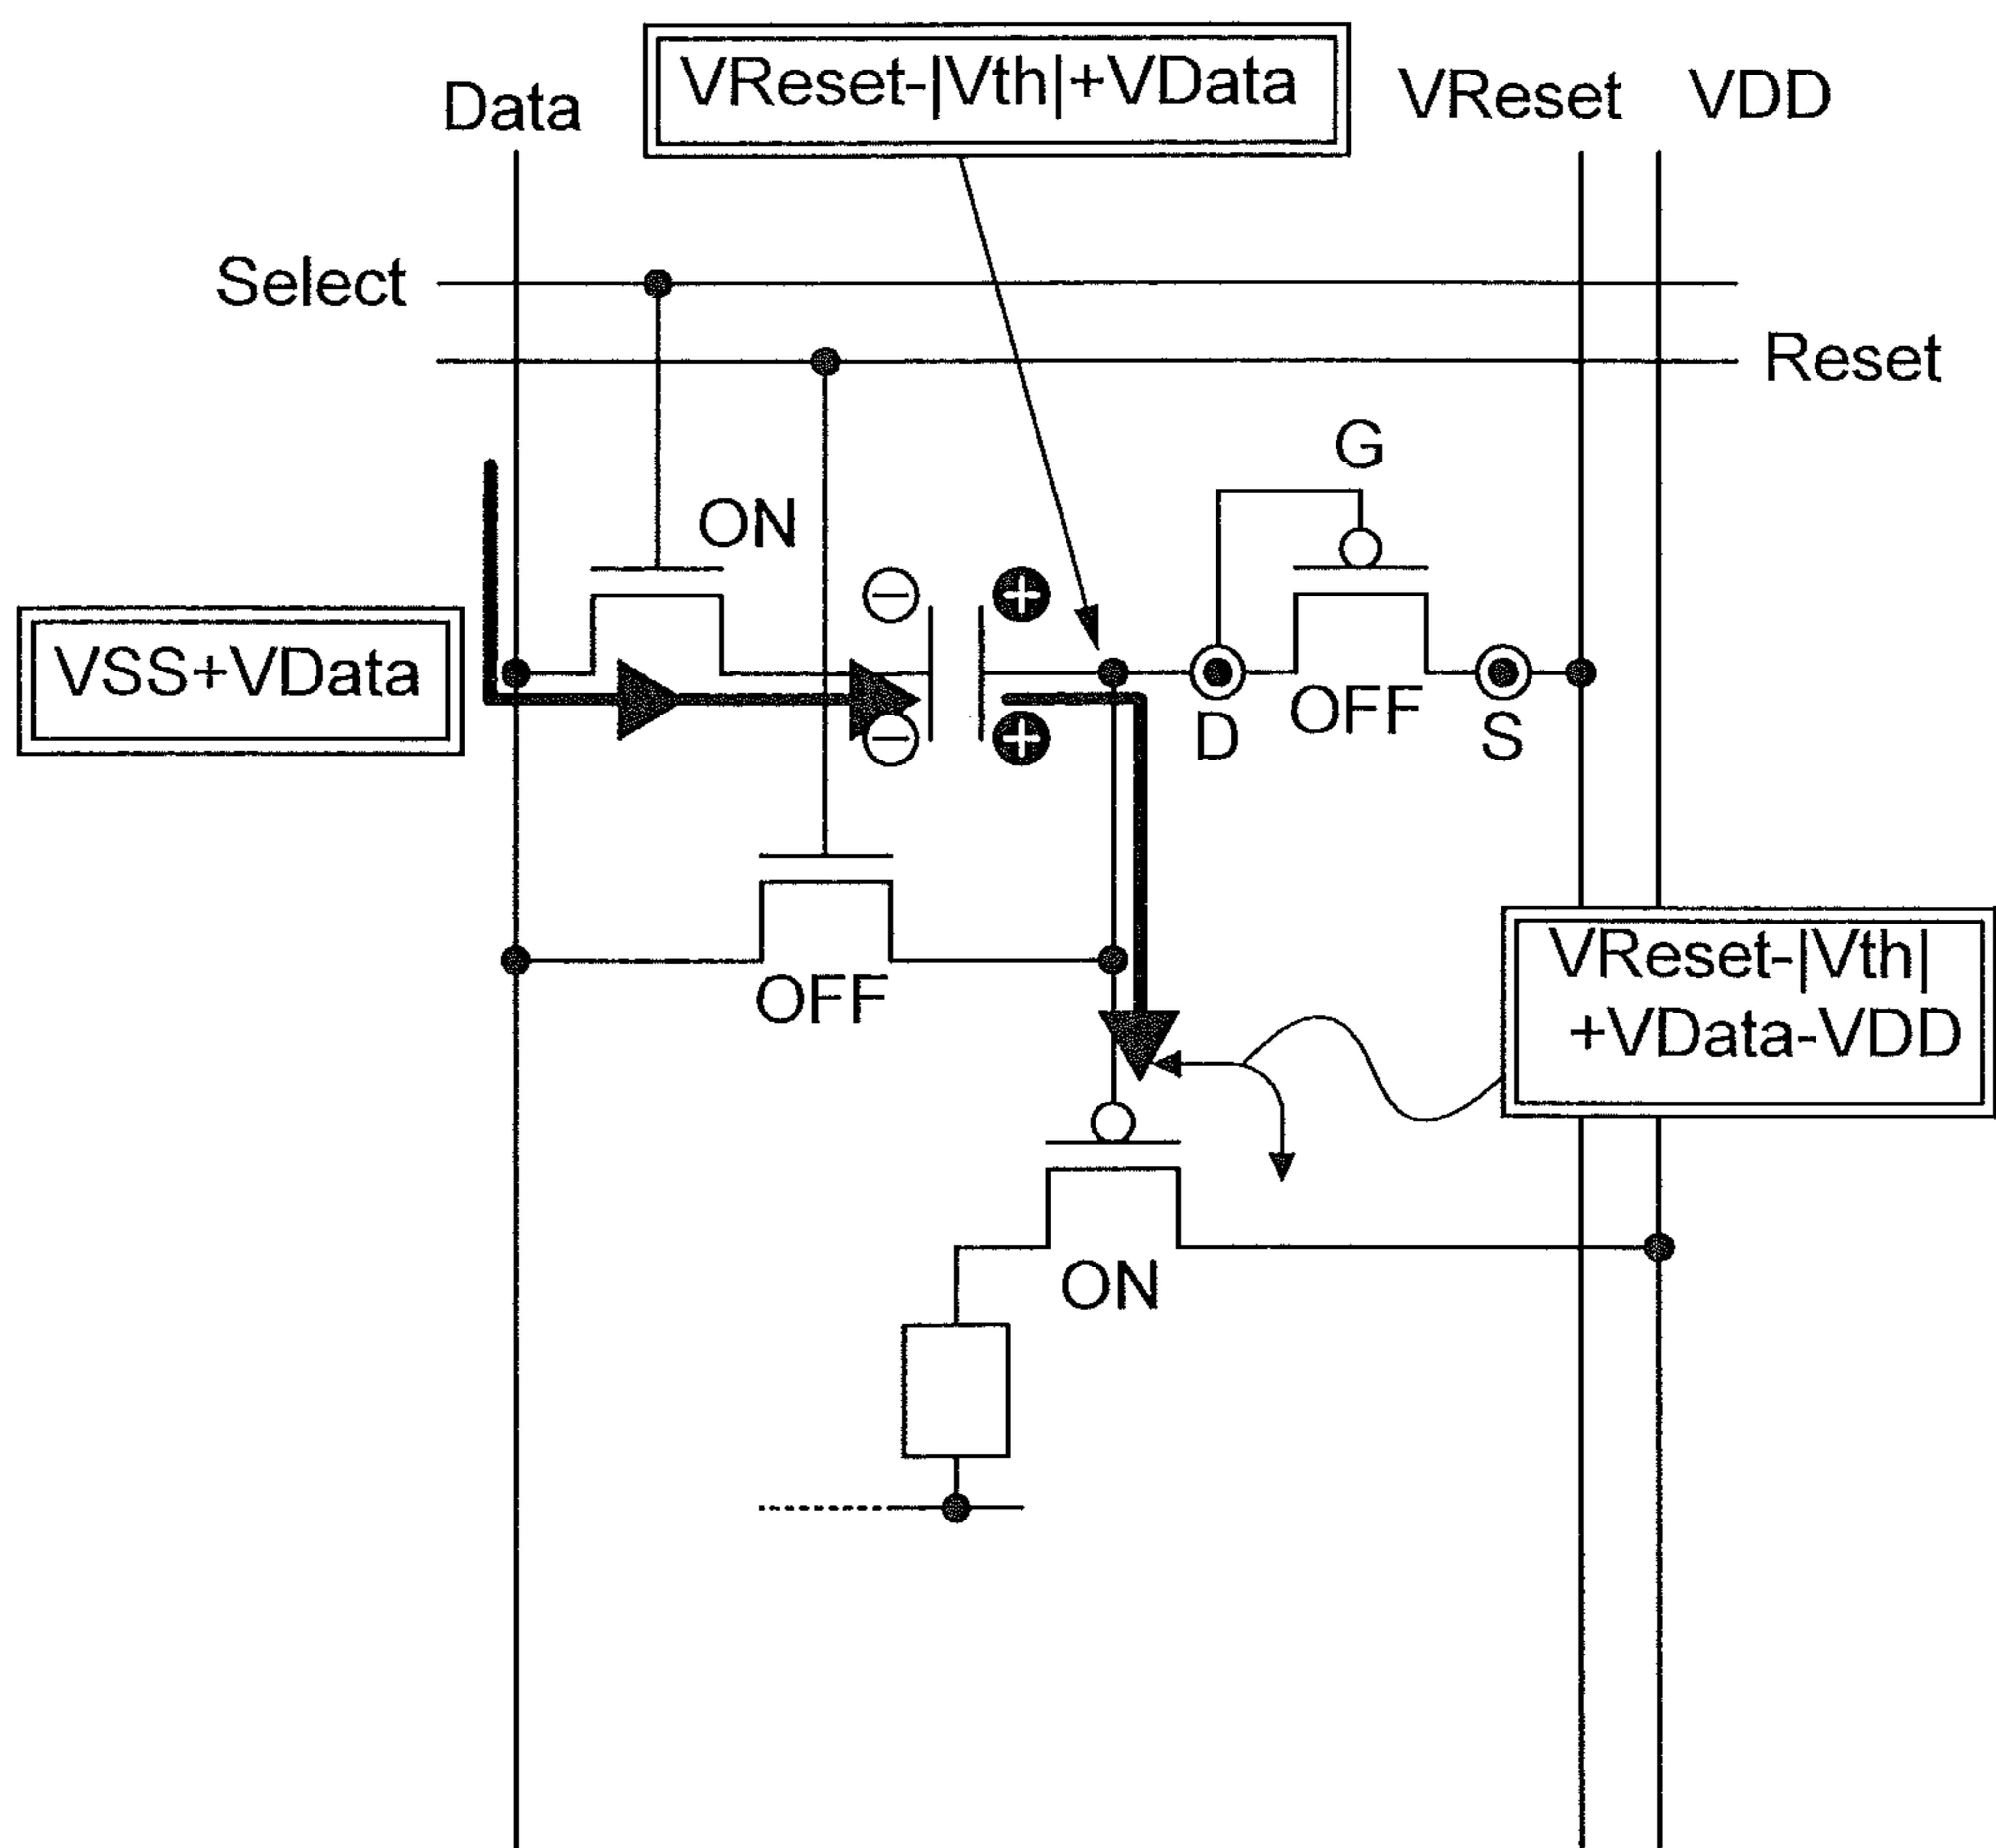 VReset-|Vth|+VData
Data
VReset
VDD
Select
Reset
G
ON
VSS+VData
D
OFF
S
OFF
VReset-|Vth|
+VData-VDD
ON